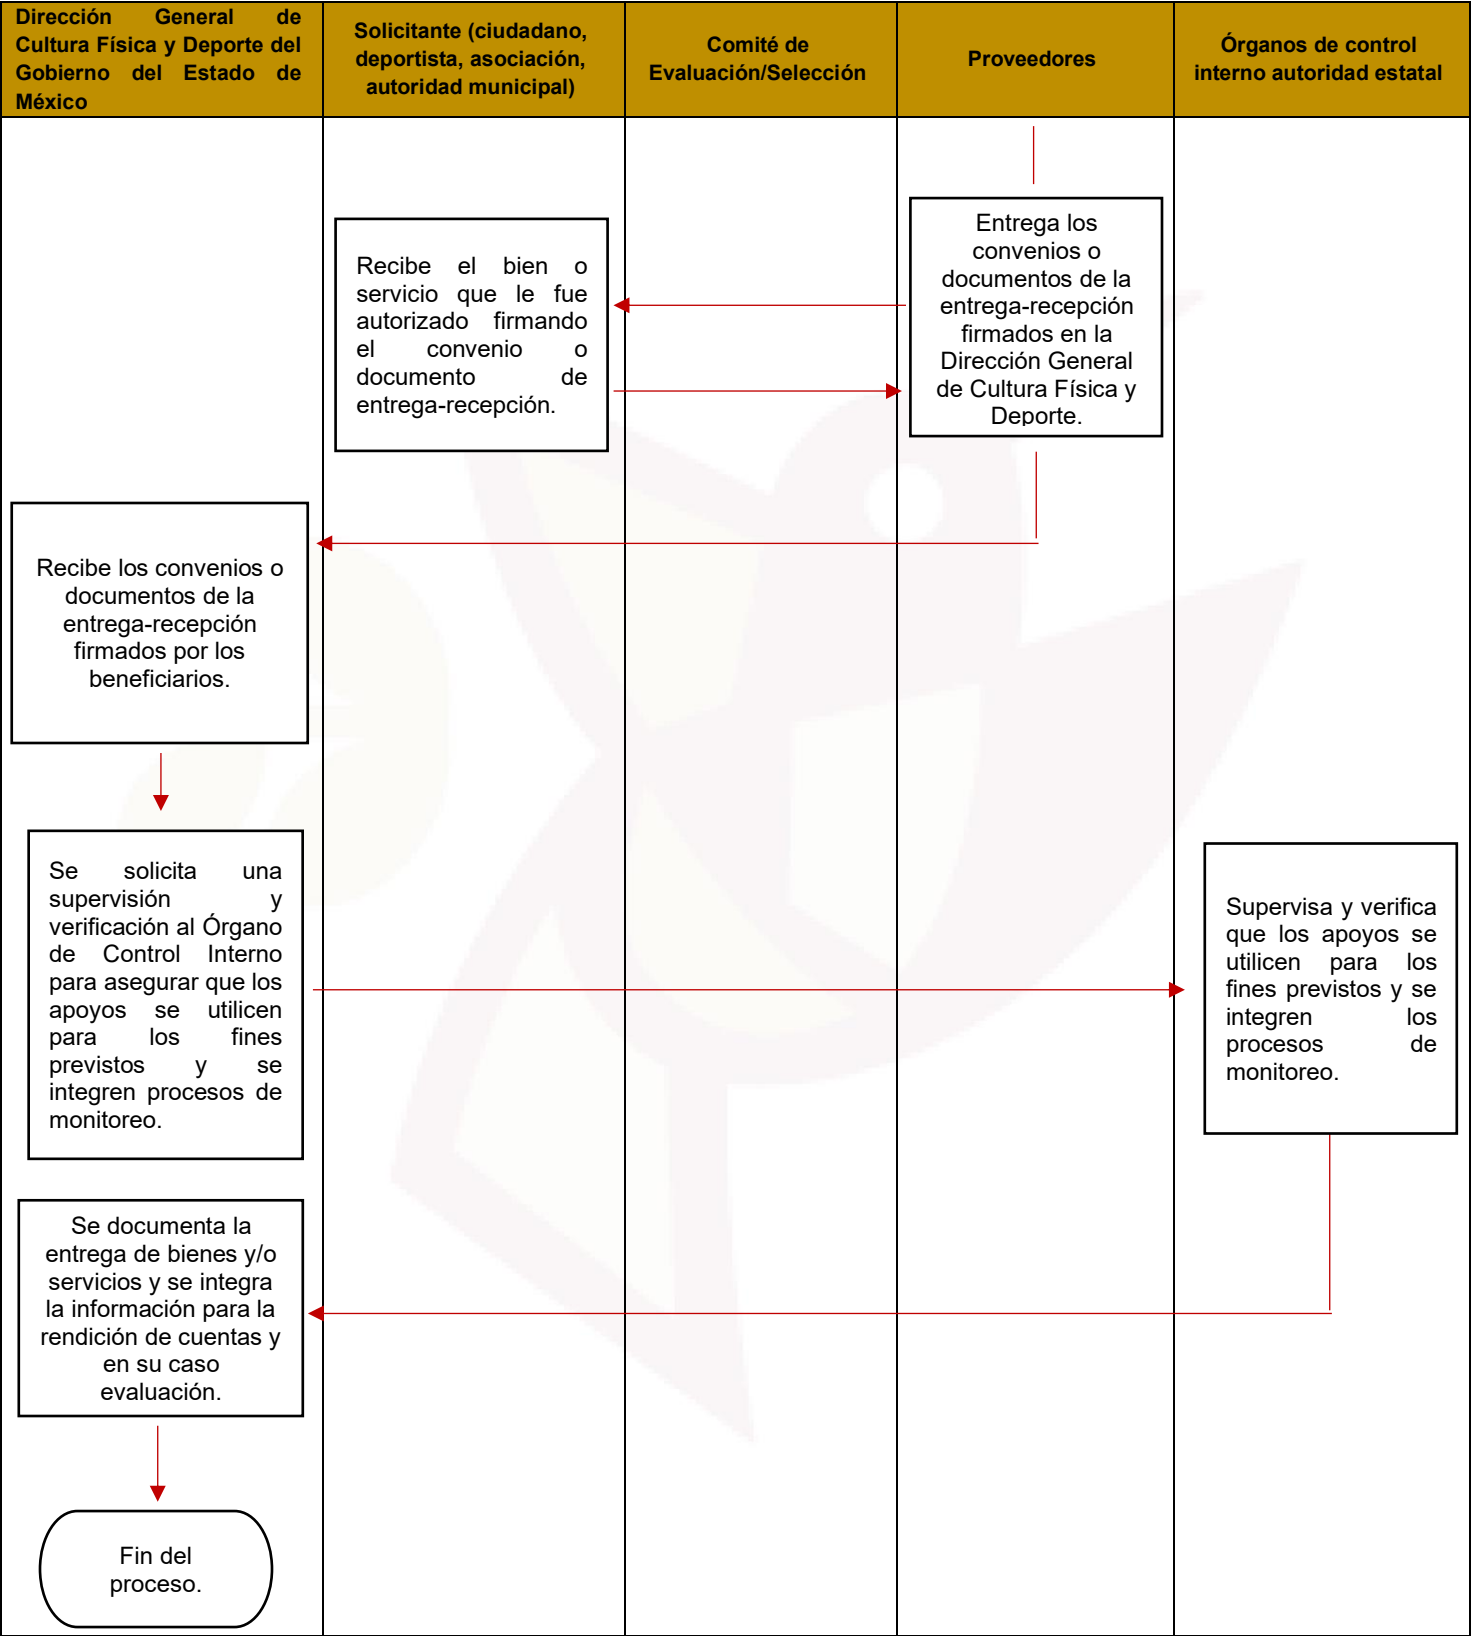 Dirección General de
Cultura Física y Deporte del
Gobierno del Estado de
México
Solicitante (ciudadano,
deportista, asociación,
autoridad municipal)
Comité de
Evaluación/Selección
Proveedores
Órganos de control
interno autoridad estatal
Entrega los
convenios o
documentos de la
entrega-recepción
firmados en la
Dirección General
de Cultura Física y
Deporte.
Recibe el bien o
servicio que le fue
autorizado firmando
el convenio o
documento de
entrega-recepción.
Recibe los convenios o
documentos de la
entrega-recepción
firmados por los
beneficiarios.
Se solicita una
supervisión y
verificación al Órgano
de Control Interno
para asegurar que los
apoyos se utilicen
para los fines
previstos y se
integren procesos de
monitoreo.
Supervisa y verifica
que los apoyos se
utilicen para los
fines previstos y se
integren los
procesos de
monitoreo.
Se documenta la
entrega de bienes y/o
servicios y se integra
la información para la
rendición de cuentas y
en su caso
evaluación.
Fin del
proceso.